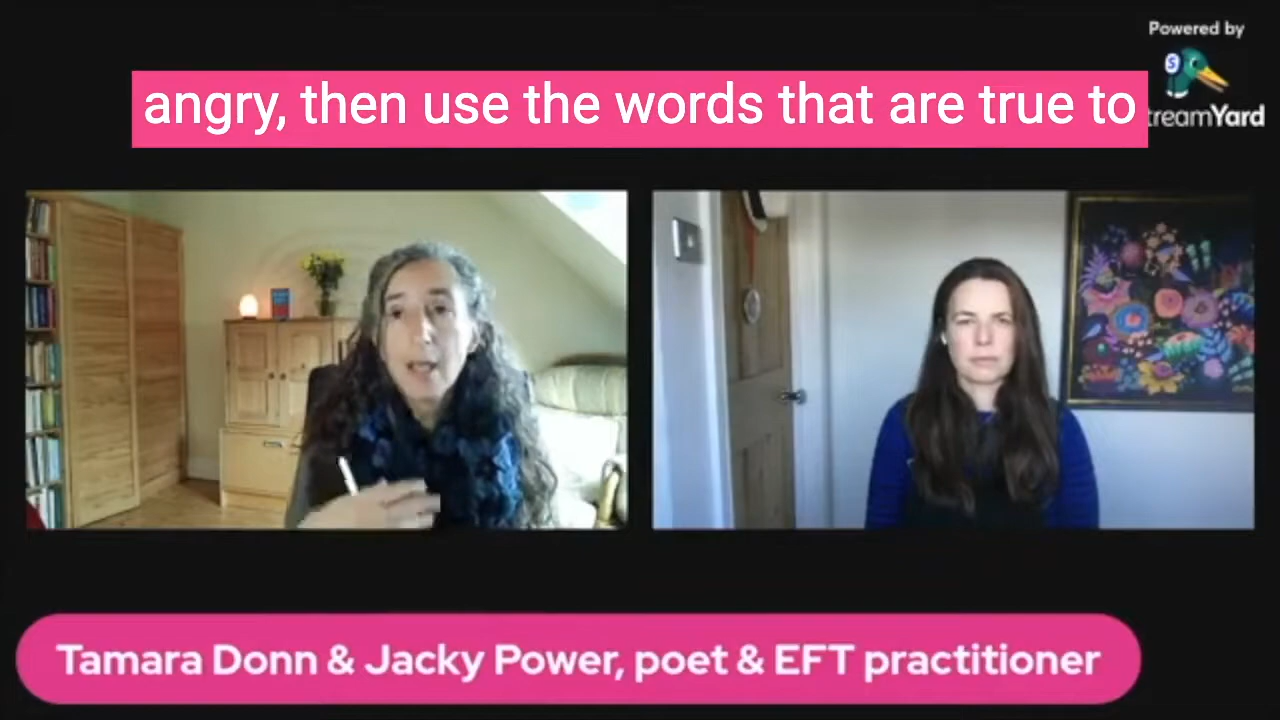 Powered by
angry, then use the words that are true to
treamYard
Tamara Donn & Jacky Power, poet & EFT practitioner